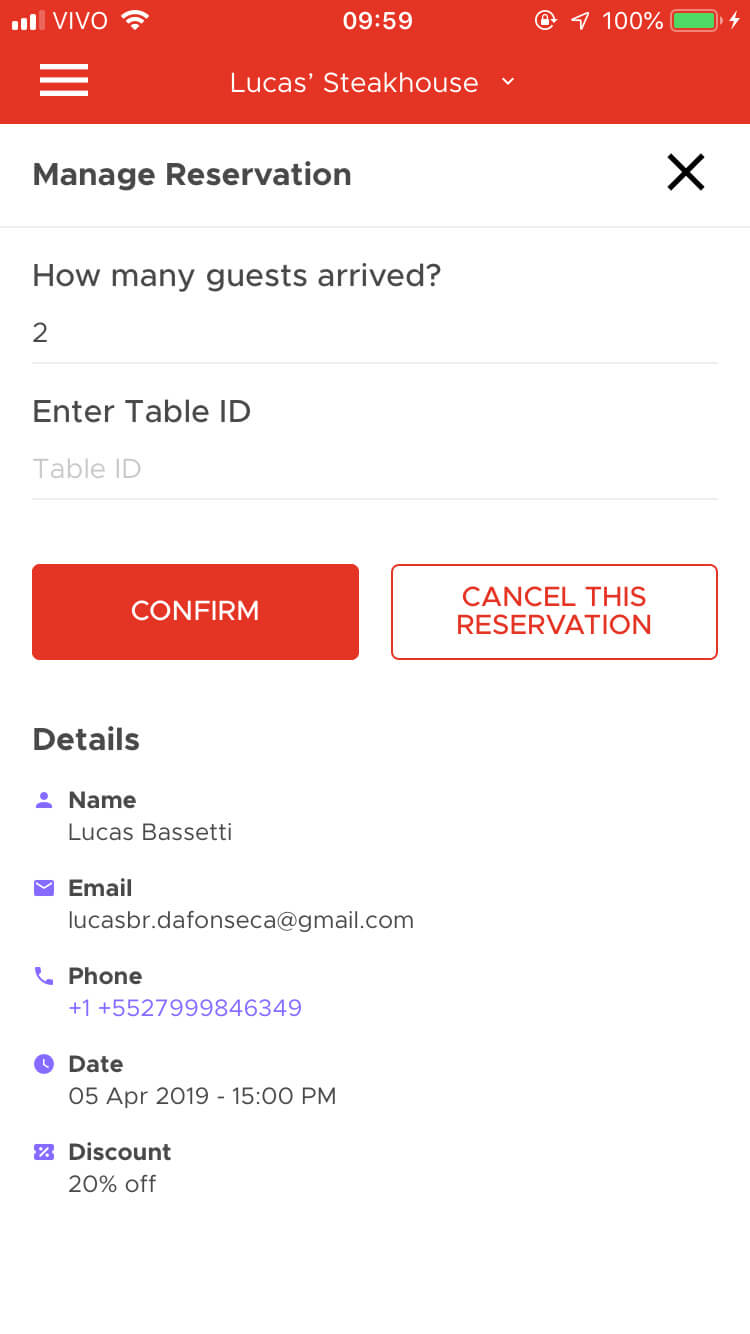 VIVO 09:59 100%
Lucas’ Steakhouse
Manage Reservation
How many guests arrived?
2
Enter Table ID
Table ID
CONFIRM
CANCEL THIS
RESERVATION
Details
Name
Lucas Bassetti
Email
lucasbr.dafonseca@gmail.com
Phone
+1 +5527999846349
Date
05 Apr 2019 - 15:00 PM
Discount
20% off